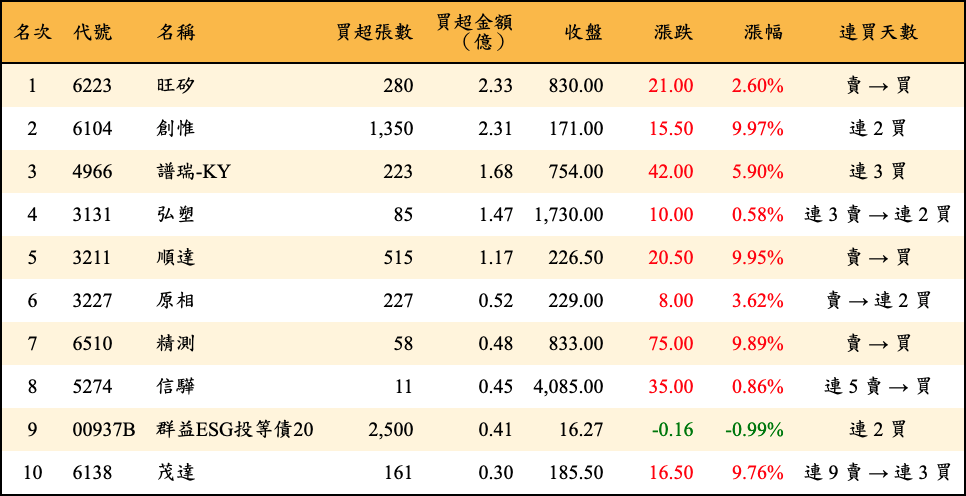 名次 代號 名稱 買超張數 買超金額（億） 收盤 漲跌 漲幅 連買天數
1 6223 旺矽 280 2.33 830.00 21.00 2.60% 賣 → 買
2 6104 創惟 1,350 2.31 171.00 15.50 9.97% 連 2 買
3 4966 譜瑞-KY 223 1.68 754.00 42.00 5.90% 連 3 買
4 3131 弘塑 85 1.47 1,730.00 10.00 0.58% 連 3 賣 → 連 2 買
5 3211 順達 515 1.17 226.50 20.50 9.95% 賣 → 買
6 3227 原相 227 0.52 229.00 8.00 3.62% 賣 → 連 2 買
7 6510 精測 58 0.48 833.00 75.00 9.89% 賣 → 買
8 5274 信驊 11 0.45 4,085.00 35.00 0.86% 連 5 賣 → 買
9 00937B 群益ESG投等債20 2,500 0.41 16.27 -0.16 -0.99% 連 2 買
10 6138 茂達 161 0.30 185.50 16.50 9.76% 連 9 賣 → 連 3 買